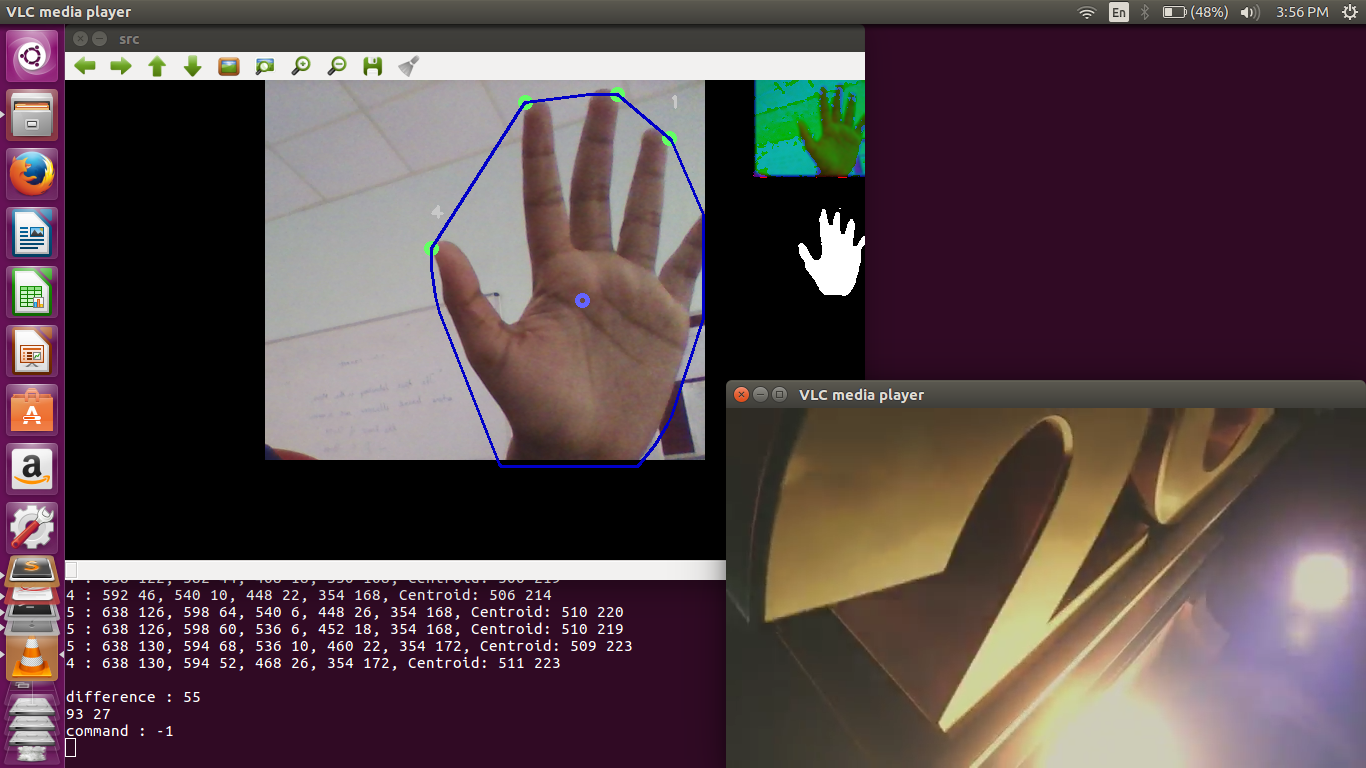 VLC media player
En
(48%)
3:56 PM
src
1
4
VLC media player
4 : 592 46, 540 10, 448 22, 354 168, Centroid: 506 214
5 : 638 126, 598 64, 540 6, 448 26, 354 168, Centroid: 510 220
5 : 638 126, 598 60, 536 6, 452 18, 354 168, Centroid: 510 219
5 : 638 130, 594 68, 536 10, 460 22, 354 172, Centroid: 509 223
4 : 638 130, 594 52, 468 26, 354 172, Centroid: 511 223
difference : 55
93 27
command : -1